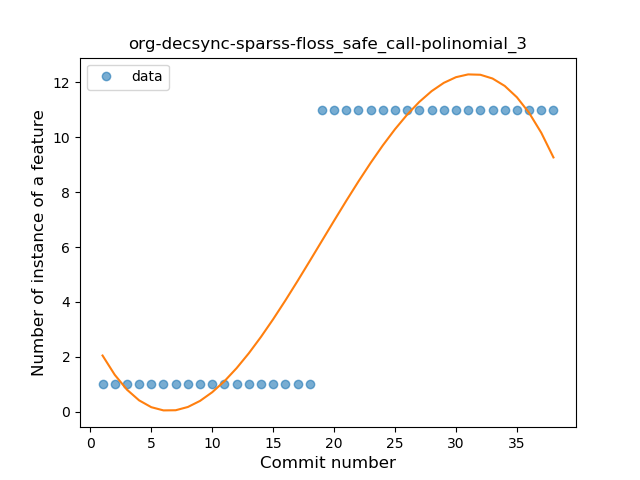 org-decsync-sparss-floss_safe_call-polinomial_3
data
Number of instance of a feature
12
10
8
6
4
2
0
0 5 10 15 20 25 30 35
Commit number